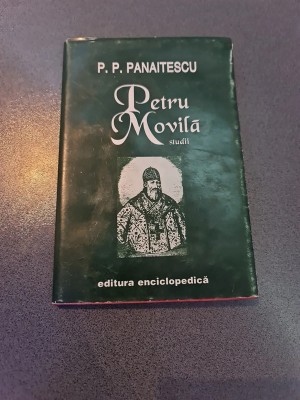 P. P. PANAITESCU
Petru
Movilă
studii
editura enciclopedică